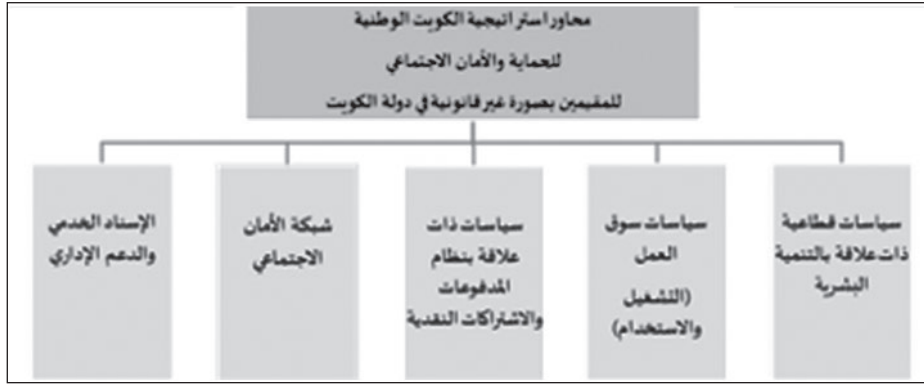 محاور استراتيجية الكويت الوطنية
للحماية والأمان الاجتماعي
للمقيمين بصورة غير قانونية في دولة الكويت
سياسات قطاعية
ذات علاقة بالتنمية
البشرية
سياسات سوق
العمل
(التشغيل
والاستخدام)
سياسات ذات
علاقة بنظام
المدفوعات
والاشتراكات النقدية
شبكة الأمان
الاجتماعي
الإسناد الخدمي
والدعم الإداري